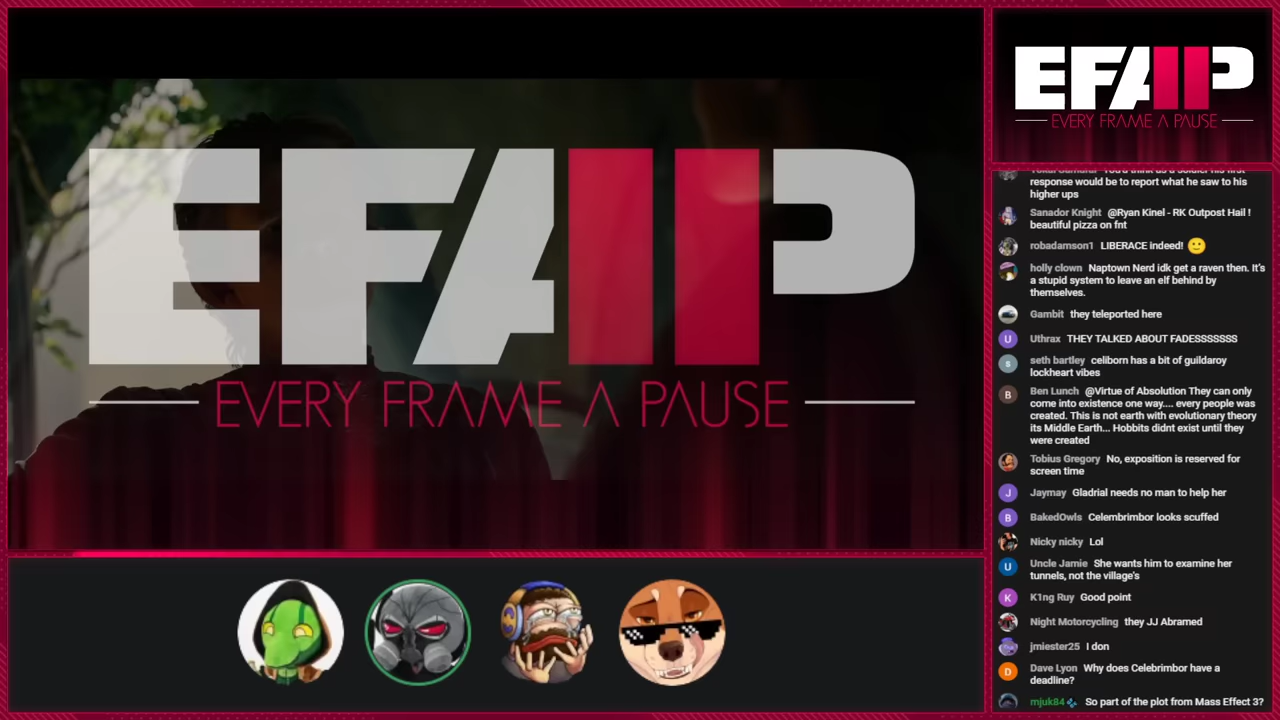 EFAP
EVERY FRAME A PAUSE
EFAP
EVERY FRAME A PAUSE
response would be to report what he saw to his
higher ups
Sanador Knight @Ryan Kinel - RK Outpost Hail !
beautiful pizza on fnt
robadamson1 LIBERACE indeed! 🙂
holly clown Naptown Nerd idk get a raven then. It's
a stupid system to leave an elf behind by
themselves.
Gambit they teleported here
U Uthrax THEY TALKED ABOUT FADESSSSSSS
s seth bartley celiborn has a bit of guildaroy
lockheart vibes
B Ben Lunch @Virtue of Absolution They can only
come into existence one way.... every people was
created. This is not earth with evolutionary theory
its Middle Earth... Hobbits didnt exist until they
were created
Tobius Gregory No, exposition is reserved for
screen time
J Jaymay Gladrial needs no man to help her
B BakedOwls Celembrimbor looks scuffed
Nicky nicky Lol
U Uncle Jamie She wants him to examine her
tunnels, not the village's
K K1ng Ruy Good point
Night Motorcycling they JJ Abramed
jmiester25 I don
D Dave Lyon Why does Celebrimbor have a
deadline?
mjuk84 So part of the plot from Mass Effect 3?